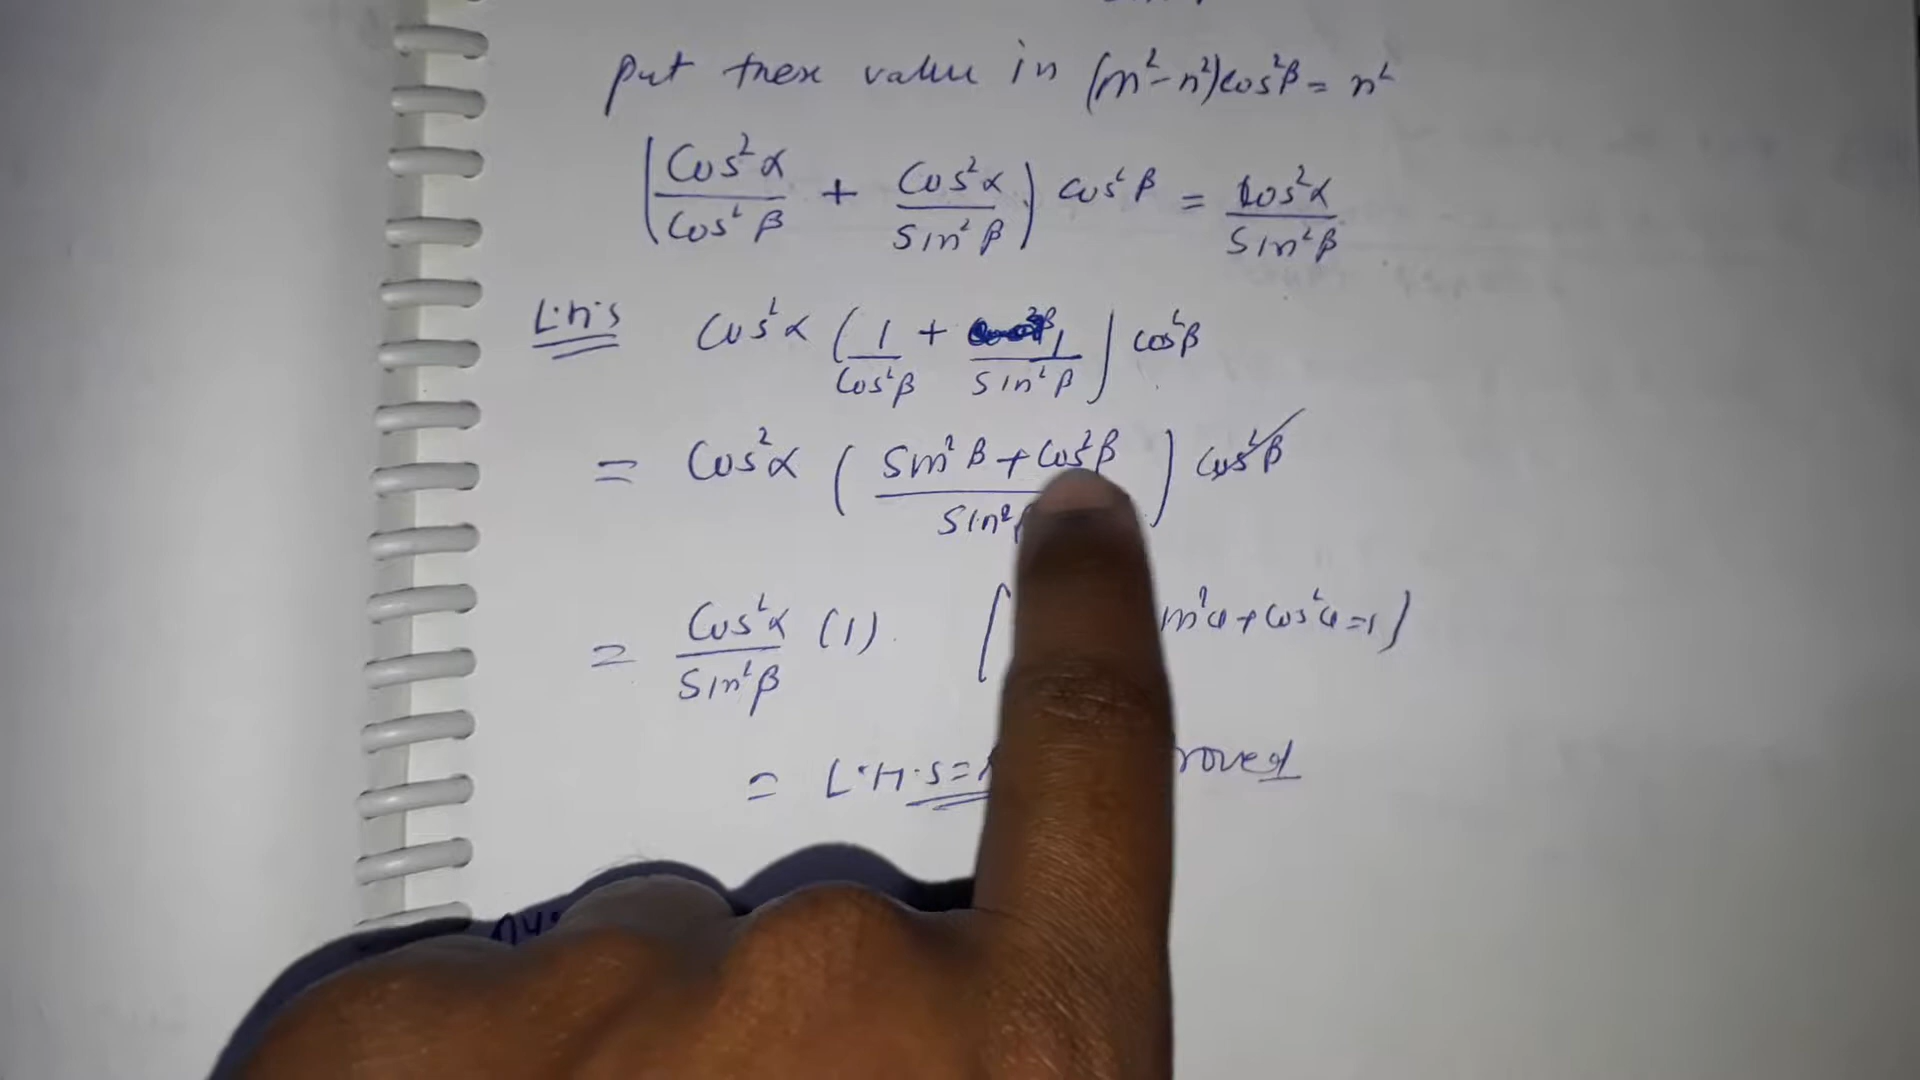 put these value in (m²-n²)cos²β = n²
(cos²α/cos²β + cos²α/sin²β) cos²β = cos²α/sin²β
L.H.S cos²α (1/cos²β + 1/sin²β) cos²β
= cos²α (sin²β + cos²β / sin²β) cos²β
= cos²α/sin²β (1)
= L.H.S =